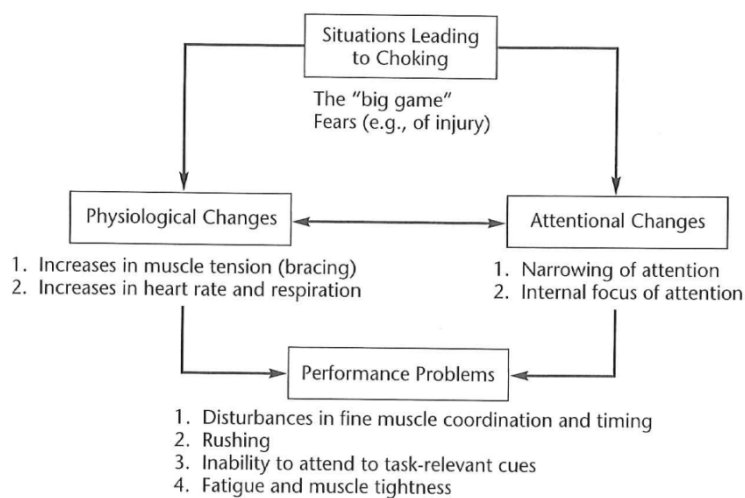 Situations Leading
to Choking
The "big game"
Fears (e.g., of injury)
Physiological Changes
Attentional Changes
1. Increases in muscle tension (bracing)
2. Increases in heart rate and respiration
1. Narrowing of attention
2. Internal focus of attention
Performance Problems
1. Disturbances in fine muscle coordination and timing
2. Rushing
3. Inability to attend to task-relevant cues
4. Fatigue and muscle tightness